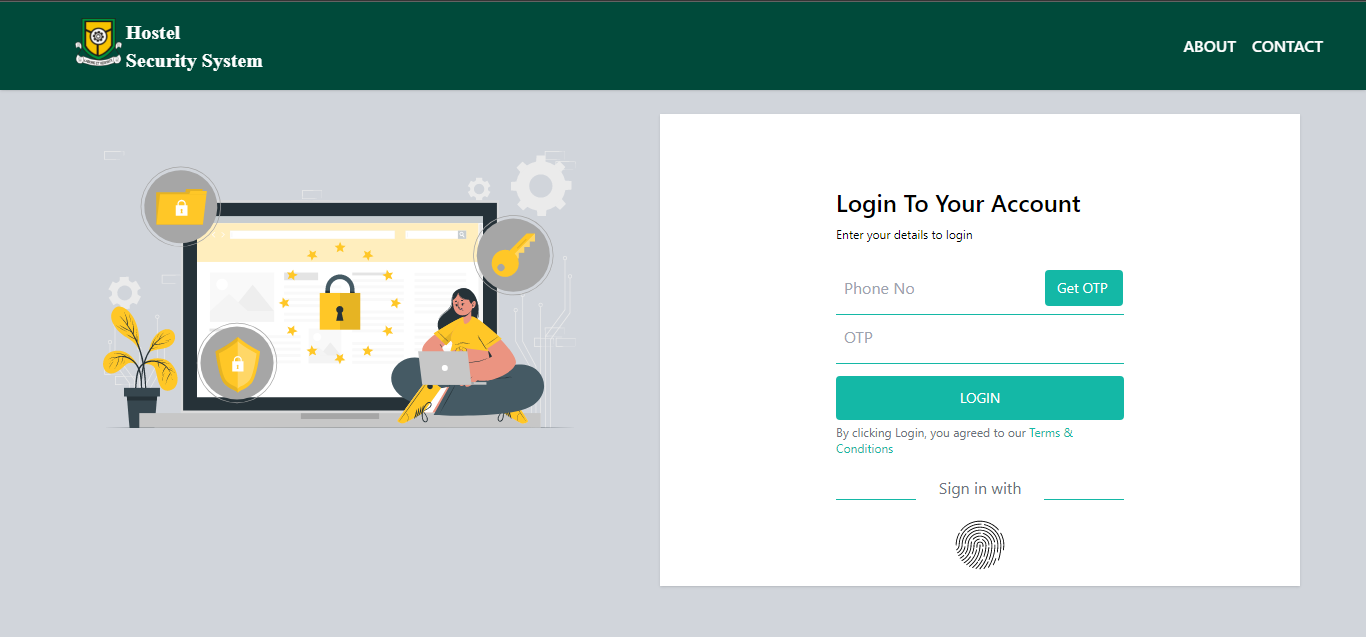 Hostel
Security System
ABOUT CONTACT
Login To Your Account
Enter your details to login
Phone No Get OTP
OTP
LOGIN
By clicking Login, you agreed to our Terms &
Conditions
Sign in with